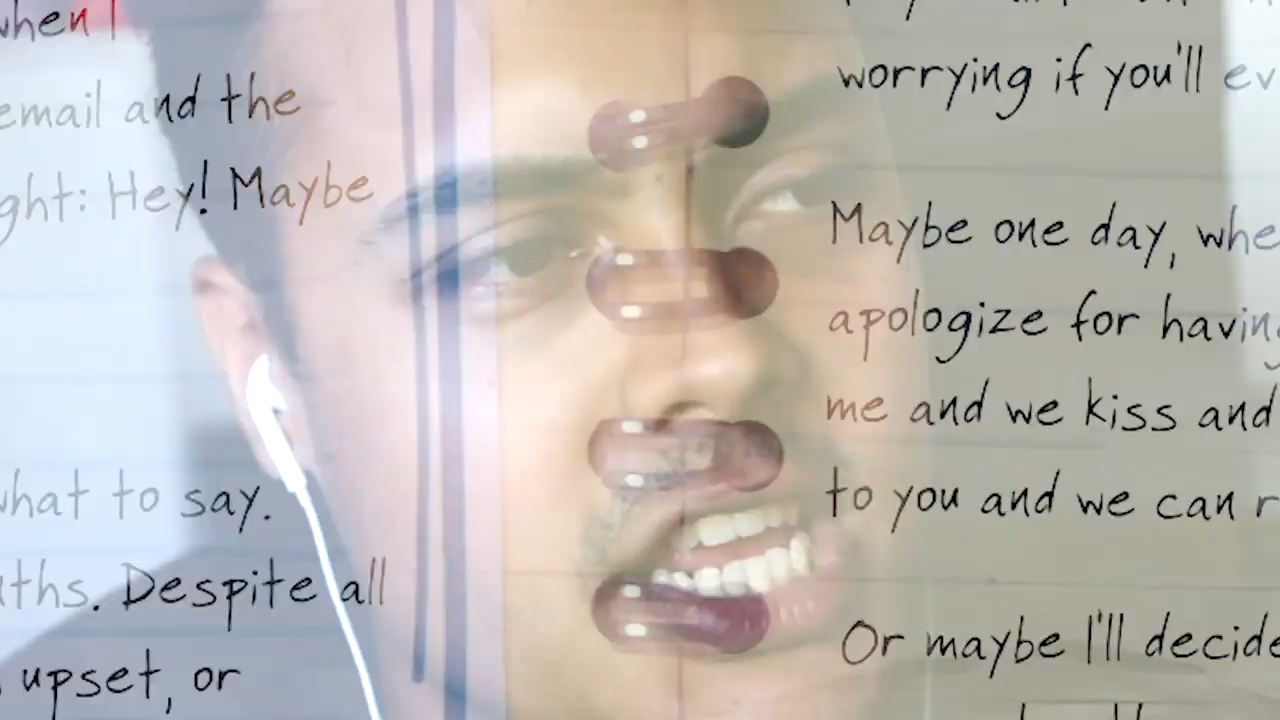 when I
email and the
ght: Hey! Maybe
what to say.
ths. Despite all
upset, or
worrying if you'll ev
Maybe one day, whe
apologize for having
me and we kiss and
to you and we can r
Or maybe I'll decide